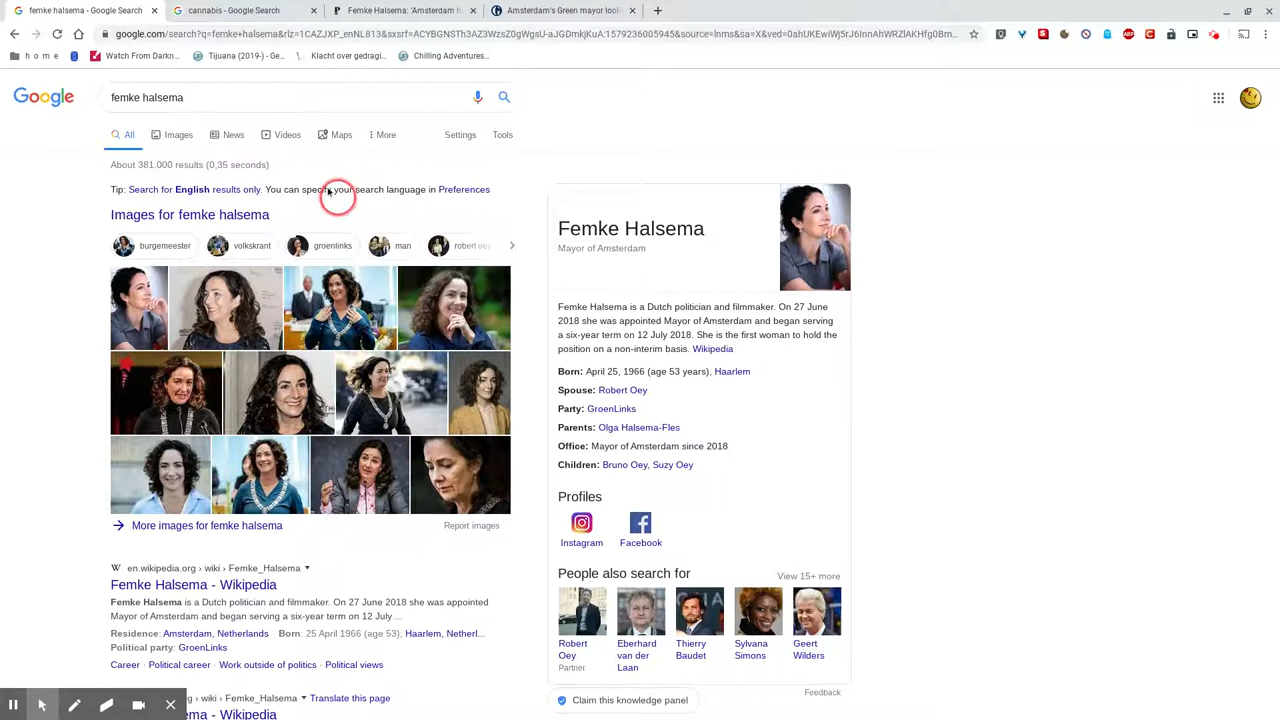 femke halsema - Google Search
cannabis - Google Search
Femke Halsema: 'Amsterdam h
Amsterdam's Green mayor look
google.com/search?q=femke+halsema&rlz=1CAZJXP_enNL813&sxsrf=ACYBGNSTh3AZ3WzsZ0gWgsU-aJGDmkjKuA:1579236005945&source=lnms&sa=X&ved=0ahUKEwiWj5rJ6InnAhWRZlAKHfg0Bm...
h o m e
Watch From Darkn...
Tijuana (2019-) - Ge...
Klacht over gedragi...
Chilling Adventures...
Google
femke halsema
All
Images
News
Videos
Maps
More
Settings
Tools
About 381.000 results (0,35 seconds)
Tip: Search for English results only. You can specify your search language in Preferences
Images for femke halsema
burgemeester
volkskrant
groenlinks
man
robert oey
More images for femke halsema
Report images
en.wikipedia.org › wiki › Femke_Halsema
Femke Halsema - Wikipedia
Femke Halsema is a Dutch politician and filmmaker. On 27 June 2018 she was appointed
Mayor of Amsterdam and began serving a six-year term on 12 July ...
Residence: Amsterdam, Netherlands Born: 25 April 1966 (age 53); Haarlem, Netherl...
Political party: GroenLinks
Career · Political career · Work outside of politics · Political views
› wiki › Femke_Halsema Translate this page
ema - Wikipedia
Femke Halsema
Mayor of Amsterdam
Femke Halsema is a Dutch politician and filmmaker. On 27 June
2018 she was appointed Mayor of Amsterdam and began serving
a six-year term on 12 July 2018. She is the first woman to hold the
position on a non-interim basis. Wikipedia
Born: April 25, 1966 (age 53 years), Haarlem
Spouse: Robert Oey
Party: GroenLinks
Parents: Olga Halsema-Fles
Office: Mayor of Amsterdam since 2018
Children: Bruno Oey, Suzy Oey
Profiles
Instagram
Facebook
People also search for
View 15+ more
Robert
Oey
Partner
Eberhard
van der
Laan
Thierry
Baudet
Sylvana
Simons
Geert
Wilders
Feedback
Claim this knowledge panel